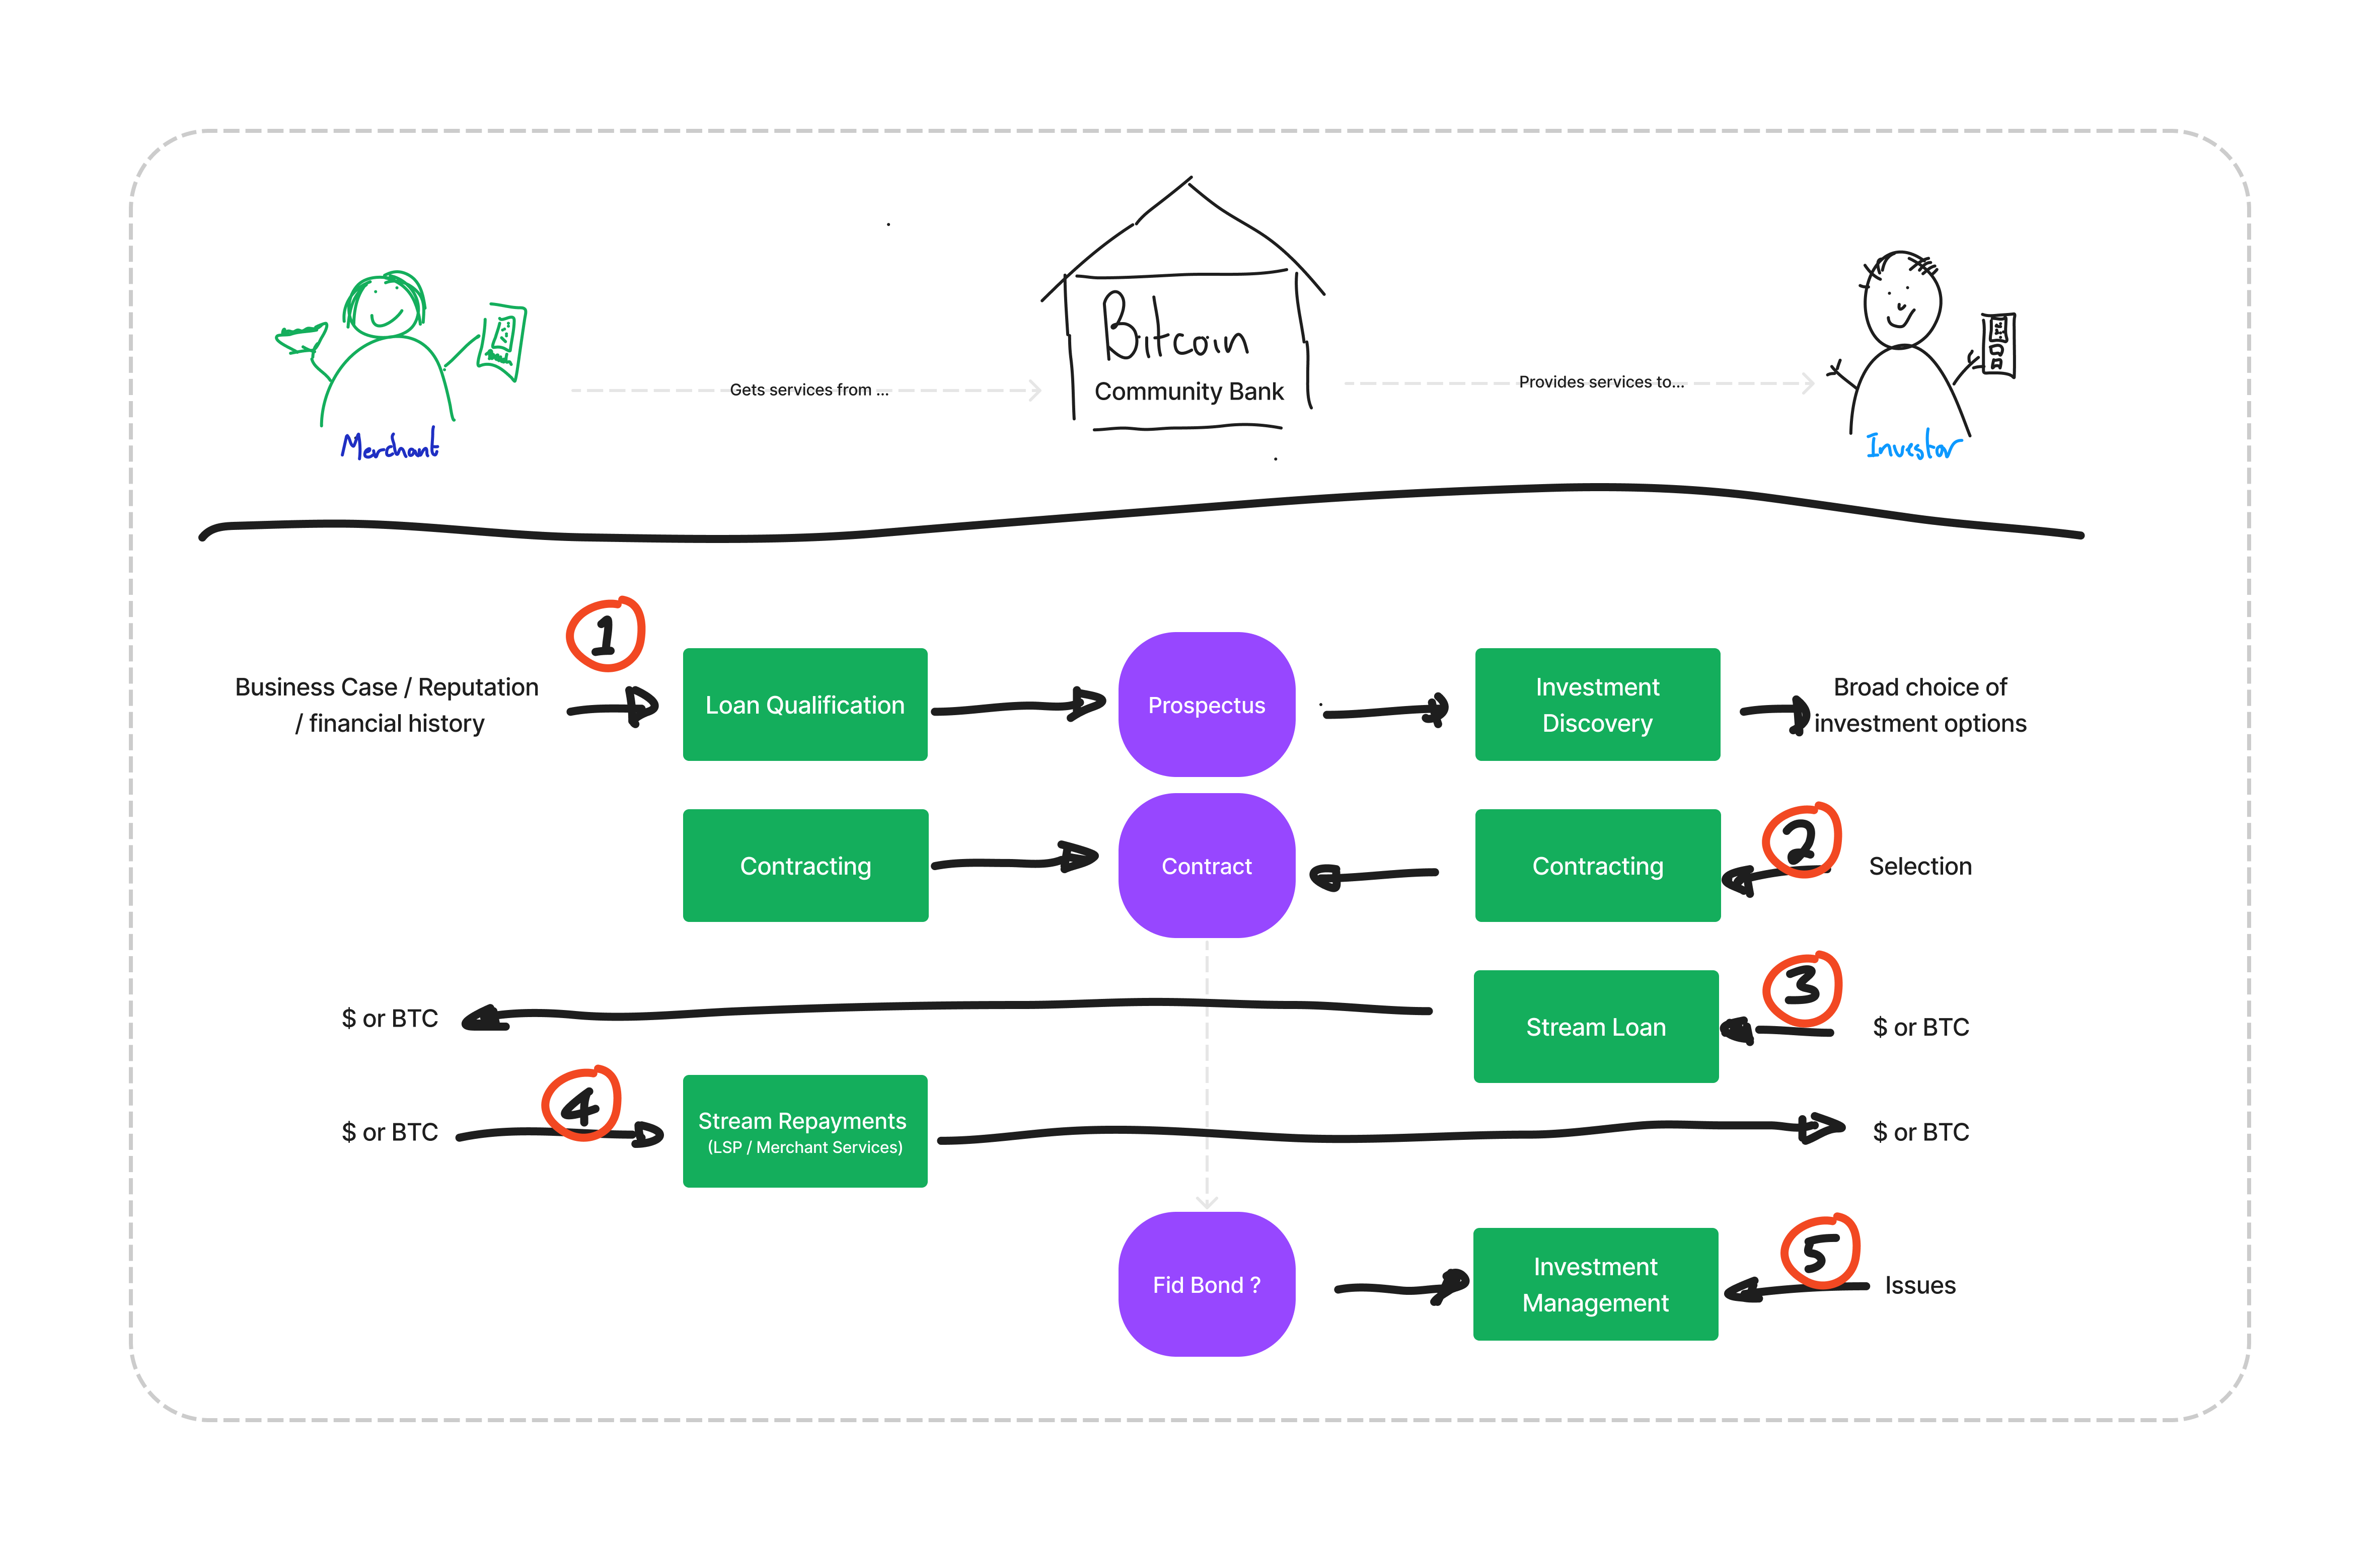 Bitcoin
Community Bank
Gets services from ...
Provides services to...
Merchant
Investor
1
Business Case / Reputation
/ financial history
Loan Qualification
Prospectus
Investment
Discovery
Broad choice of
investment options
Contracting
Contract
Contracting
2
Selection
$ or BTC
Stream Loan
3
$ or BTC
$ or BTC
4
Stream Repayments
(LSP / Merchant Services)
$ or BTC
Fid Bond ?
Investment
Management
5
Issues